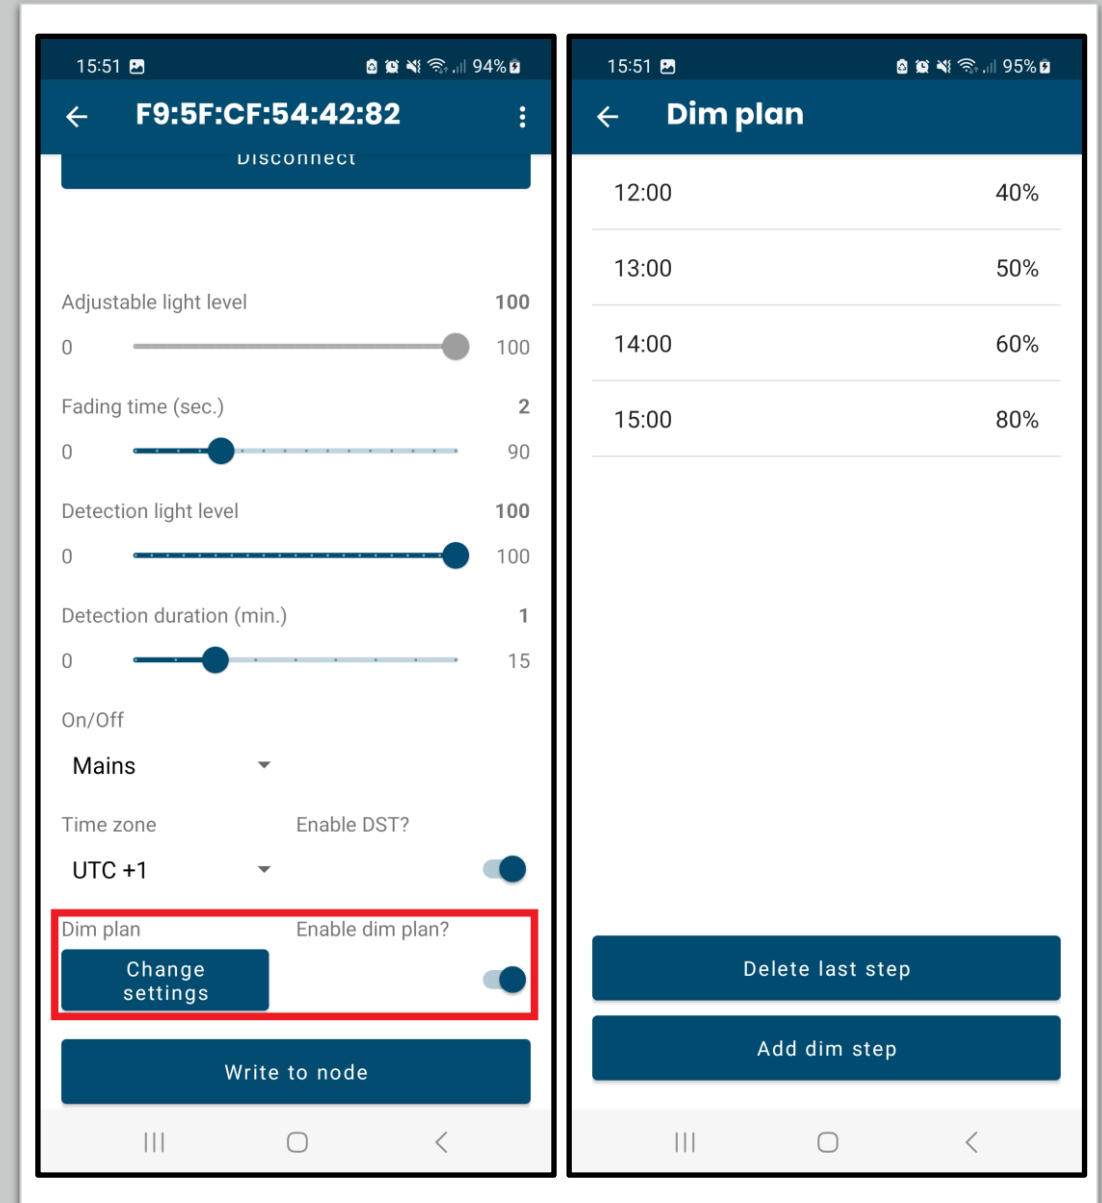 15:51 94%
F9:5F:CF:54:42:82
Disconnect
Adjustable light level 100
0 100
Fading time (sec.) 2
0 90
Detection light level 100
0 100
Detection duration (min.) 1
0 15
On/Off
Mains
Time zone Enable DST?
UTC +1
Dim plan Enable dim plan?
Change
settings
Write to node
15:51 95%
Dim plan
12:00 40%
13:00 50%
14:00 60%
15:00 80%
Delete last step
Add dim step